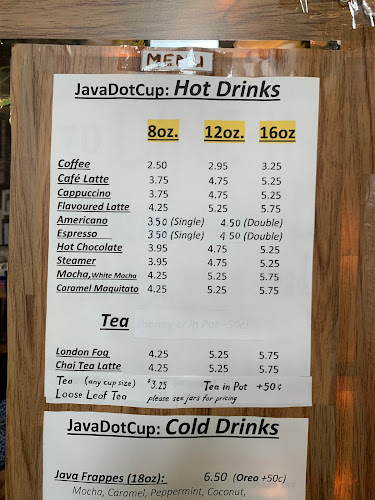 MENU
JavaDotCup: Hot Drinks
8oz. 12oz. 16oz
Coffee 2.50 2.95 3.25
Café Latte 3.75 4.75 5.25
Cappuccino 3.75 4.75 5.25
Flavoured Latte 4.25 5.25 5.75
Americano 3.50 (Single) 4.50 (Double)
Espresso 3.50 (Single) 4.50 (Double)
Hot Chocolate 3.95 4.75 5.25
Steamer 3.95 4.75 5.25
Mocha, White Mocha 4.25 5.25 5.75
Caramel Maquitato 4.25 5.25 5.75
Tea (Honey or in Pot +50c)
London Fog 4.25 5.25 5.75
Chai Tea Latte 4.25 5.25 5.75
Tea (any cup size) $3.25 Tea in Pot +50¢
Loose Leaf Tea please see jars for pricing
JavaDotCup: Cold Drinks
Java Frappes (18oz): 6.50 (Oreo +50c)
Mocha, Caramel, Peppermint, Coconut,